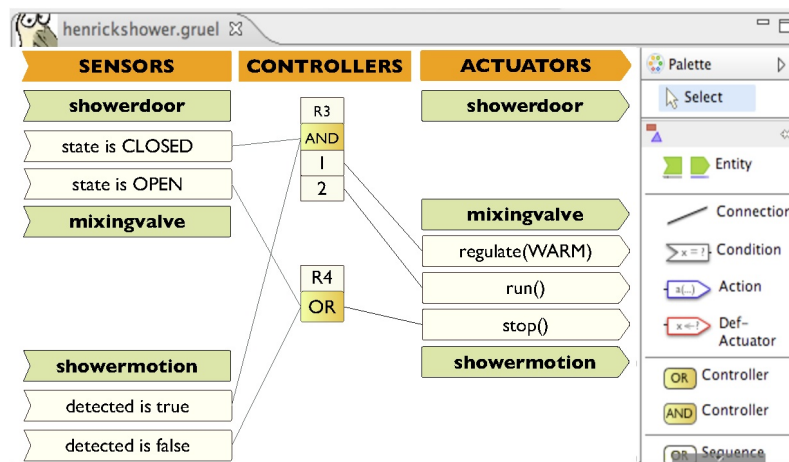 henrickshower.gruel
SENSORS
CONTROLLERS
ACTUATORS
showerdoor
state is CLOSED
state is OPEN
mixingvalve
showermotion
detected is true
detected is false
R3
AND
1
2
R4
OR
showerdoor
mixingvalve
regulate(WARM)
run()
stop()
showermotion
Palette
Select
Entity
Connection
x = ? Condition
a(...) Action
x ←? Def-
Actuator
OR Controller
AND Controller
OR Sequence